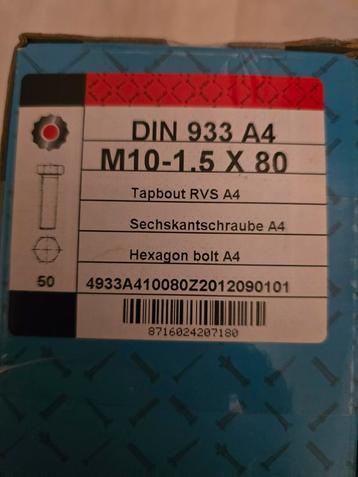 DIN 933 A4
M10-1.5 X 80
Tapbout RVS A4
Sechskantschraube A4
Hexagon bolt A4
50 4933A410080Z2012090101
8716024207180